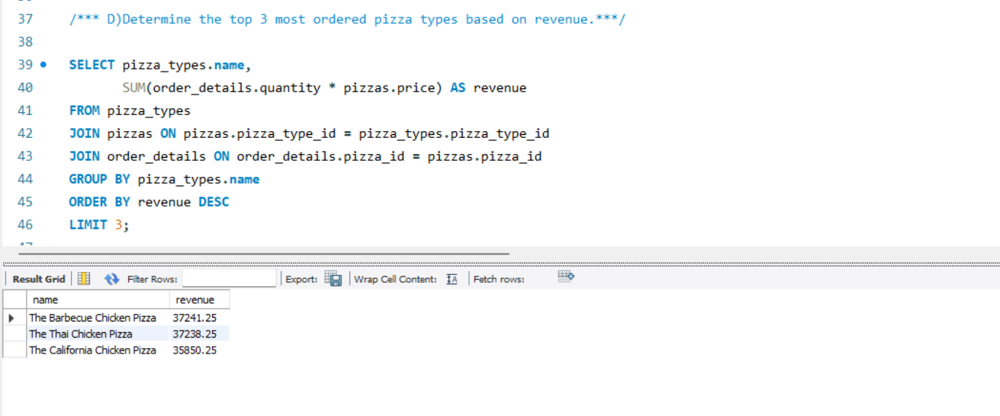 37 /*** D)Determine the top 3 most ordered pizza types based on revenue.***/
38
39 SELECT pizza_types.name,
40 SUM(order_details.quantity * pizzas.price) AS revenue
41 FROM pizza_types
42 JOIN pizzas ON pizzas.pizza_type_id = pizza_types.pizza_type_id
43 JOIN order_details ON order_details.pizza_id = pizzas.pizza_id
44 GROUP BY pizza_types.name
45 ORDER BY revenue DESC
46 LIMIT 3;
Result Grid Filter Rows: Export: Wrap Cell Content: Fetch rows:
name revenue
The Barbecue Chicken Pizza 37241.25
The Thai Chicken Pizza 37238.25
The California Chicken Pizza 35850.25